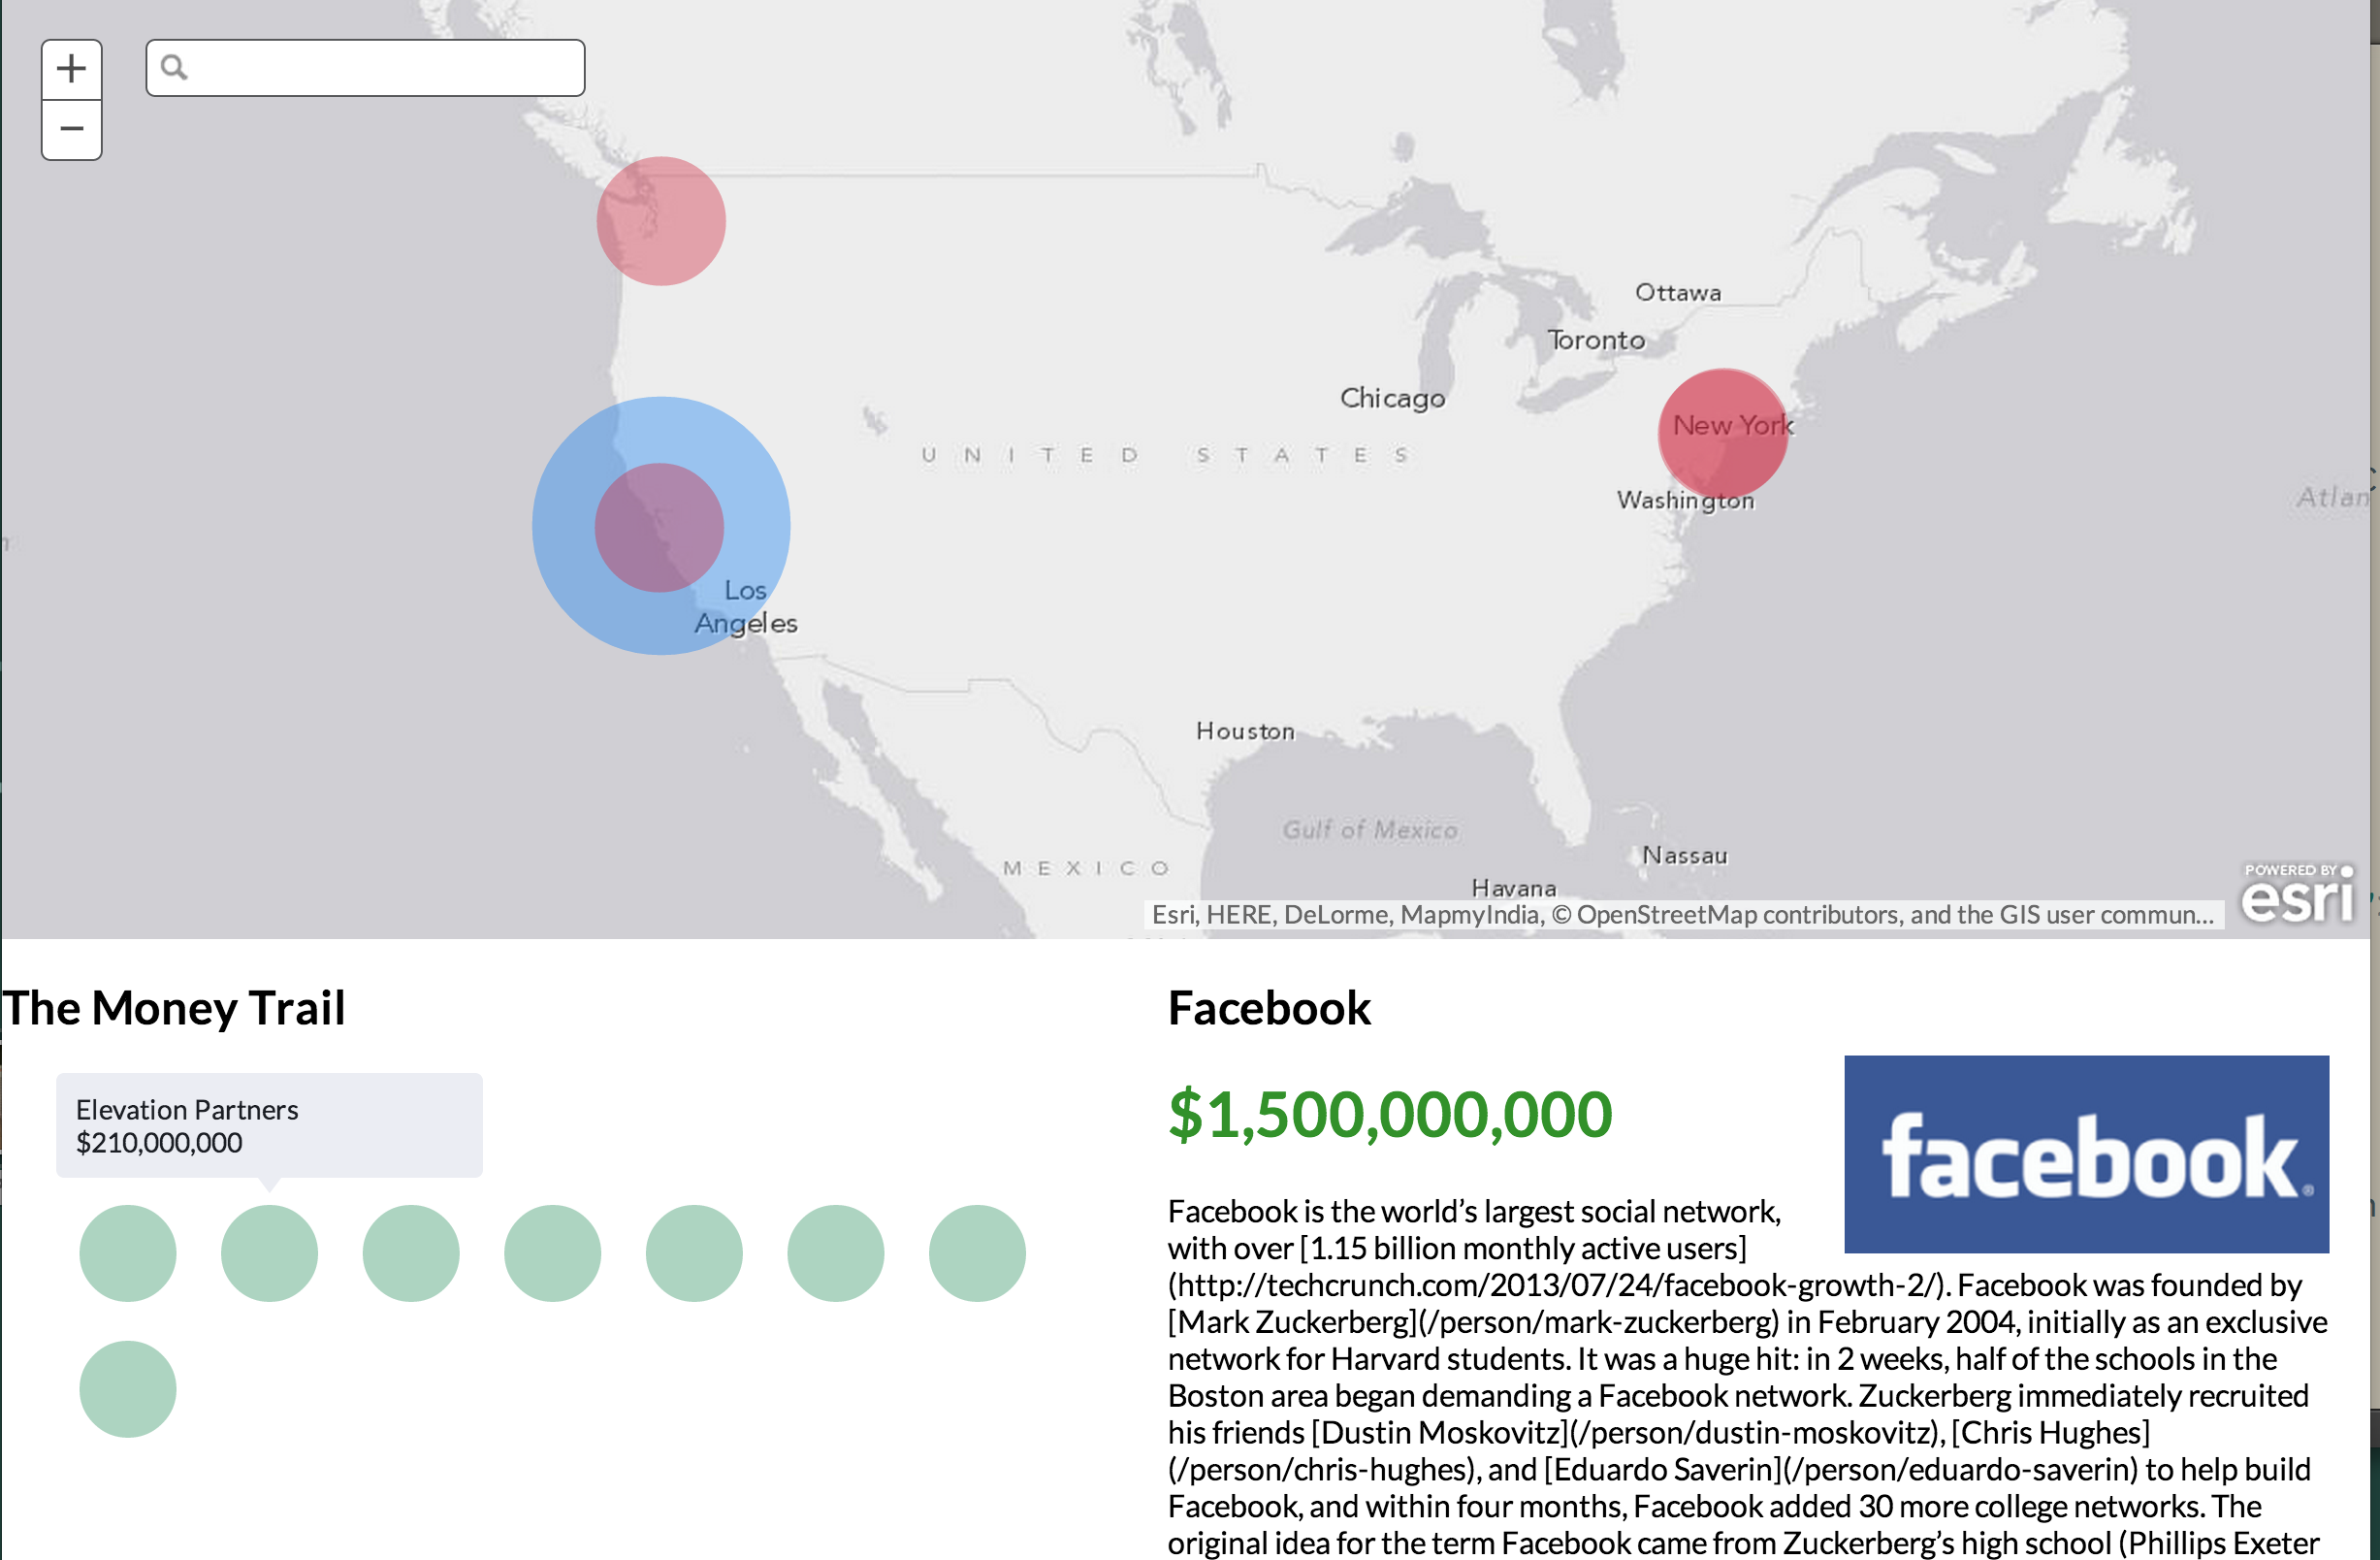 +
−
Ottawa
Toronto
Chicago
New York
UNITED STATES
Washington
Atlan
Los
Angeles
Houston
Gulf of Mexico
MEXICO
Nassau
Havana
POWERED BY
esri
Esri, HERE, DeLorme, MapmyIndia, © OpenStreetMap contributors, and the GIS user commun...
The Money Trail
Elevation Partners
$210,000,000
Facebook
$1,500,000,000
facebook®
Facebook is the world’s largest social network,
with over [1.15 billion monthly active users]
(http://techcrunch.com/2013/07/24/facebook-growth-2/). Facebook was founded by
[Mark Zuckerberg](/person/mark-zuckerberg) in February 2004, initially as an exclusive
network for Harvard students. It was a huge hit: in 2 weeks, half of the schools in the
Boston area began demanding a Facebook network. Zuckerberg immediately recruited
his friends [Dustin Moskovitz](/person/dustin-moskovitz), [Chris Hughes]
(/person/chris-hughes), and [Eduardo Saverin](/person/eduardo-saverin) to help build
Facebook, and within four months, Facebook added 30 more college networks. The
original idea for the term Facebook came from Zuckerberg’s high school (Phillips Exeter